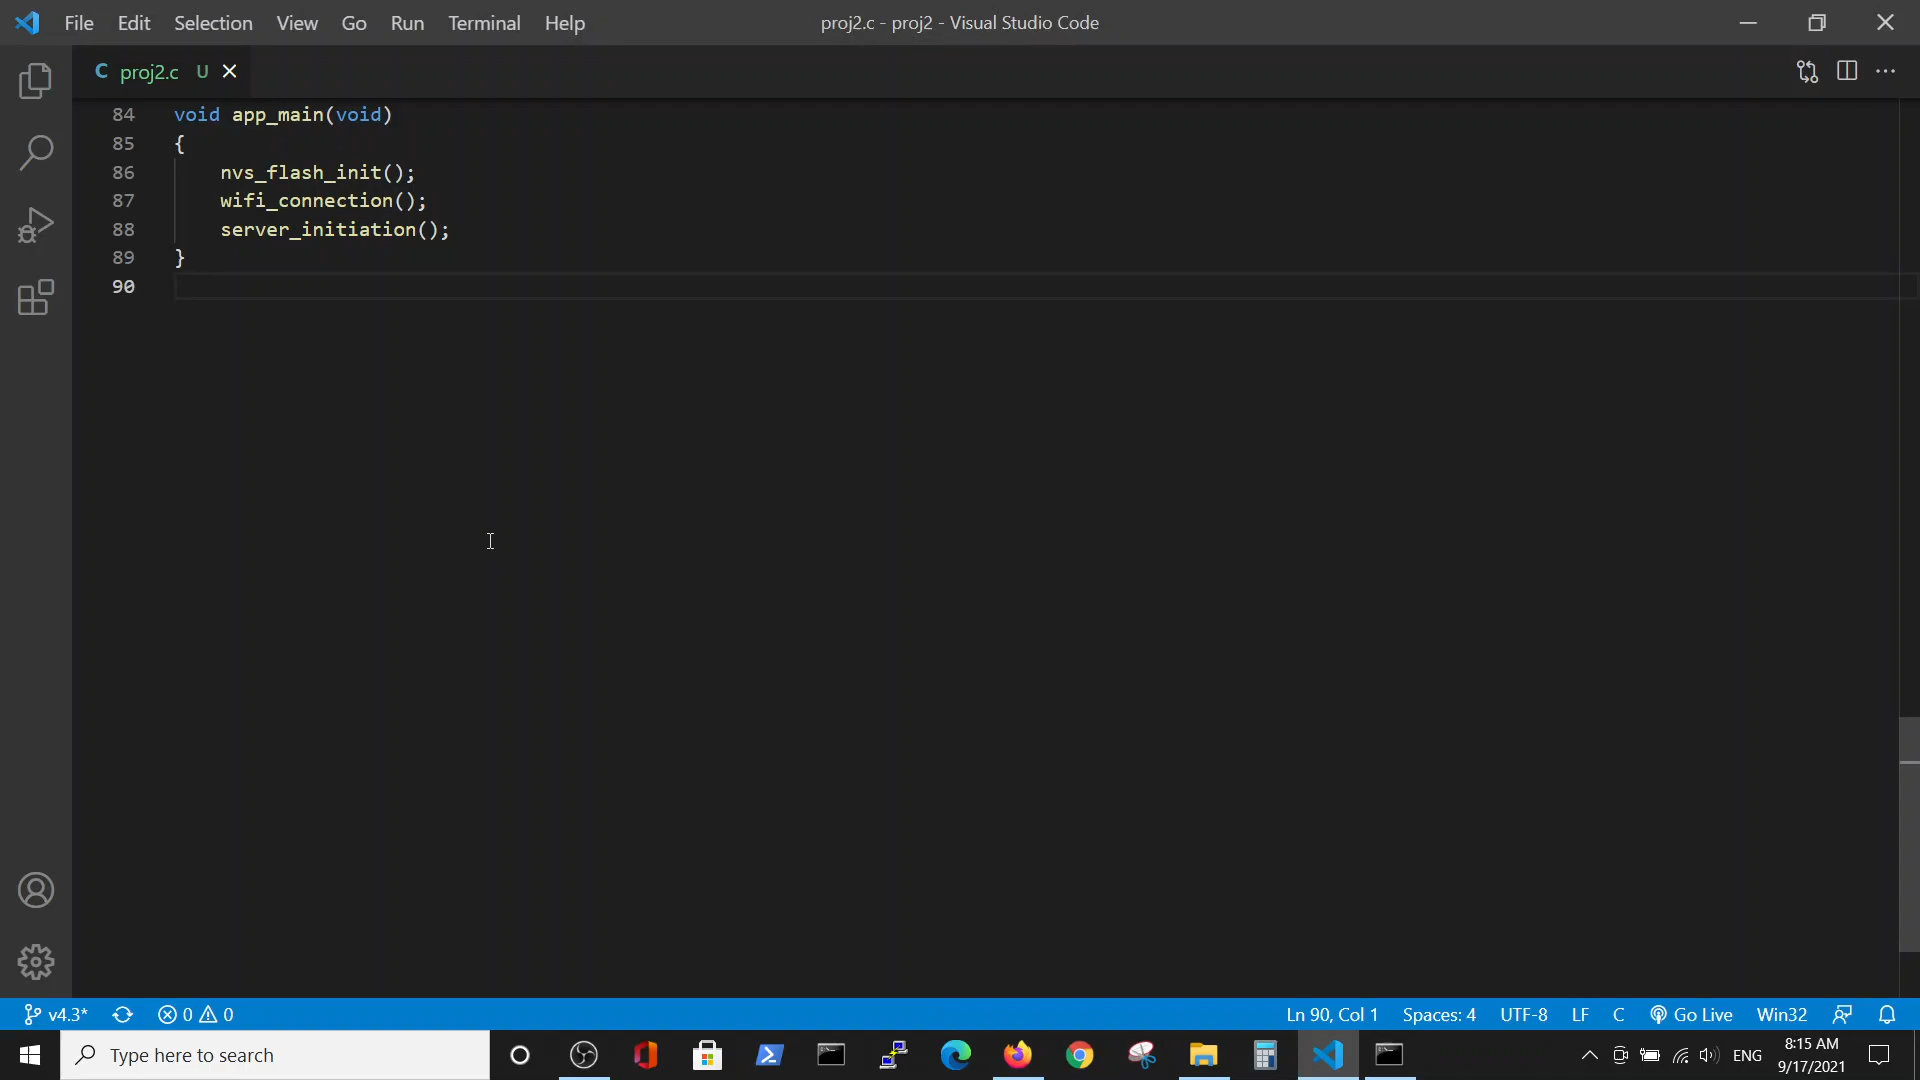 File Edit Selection View Go Run Terminal Help proj2.c - proj2 - Visual Studio Code
C proj2.c U
84 void app_main(void)
85 {
86 nvs_flash_init();
87 wifi_connection();
88 server_initiation();
89 }
90
v4.3* 0 0 Ln 90, Col 1 Spaces: 4 UTF-8 LF C Go Live Win32
Type here to search ENG 8:15 AM
9/17/2021